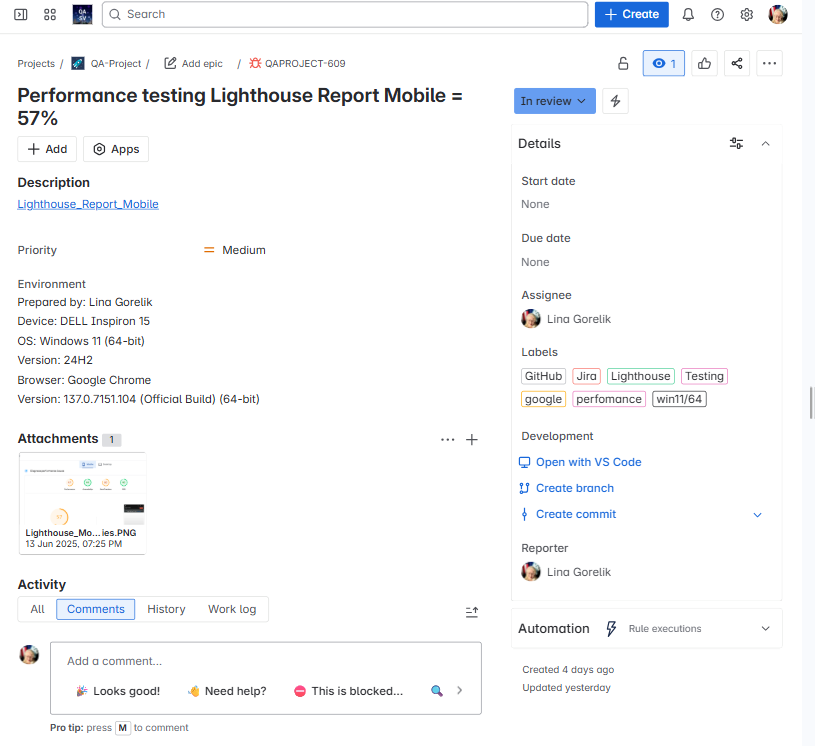 QA
GV
Search
+ Create
Projects / QA-Project / Add epic / QAPROJECT-609
1
Performance testing Lighthouse Report Mobile =
57%
In review
+ Add
Apps
Description
Lighthouse_Report_Mobile
Priority
Medium
Environment
Prepared by: Lina Gorelik
Device: DELL Inspiron 15
OS: Windows 11 (64-bit)
Version: 24H2
Browser: Google Chrome
Version: 137.0.7151.104 (Official Build) (64-bit)
Attachments 1
Lighthouse_Mo...ies.PNG
13 Jun 2025, 07:25 PM
Activity
All
Comments
History
Work log
Add a comment...
Looks good!
Need help?
This is blocked...
Pro tip: press M to comment
Details
Start date
None
Due date
None
Assignee
Lina Gorelik
Labels
GitHub Jira Lighthouse Testing
google perfomance win11/64
Development
Open with VS Code
Create branch
Create commit
Reporter
Lina Gorelik
Automation Rule executions
Created 4 days ago
Updated yesterday